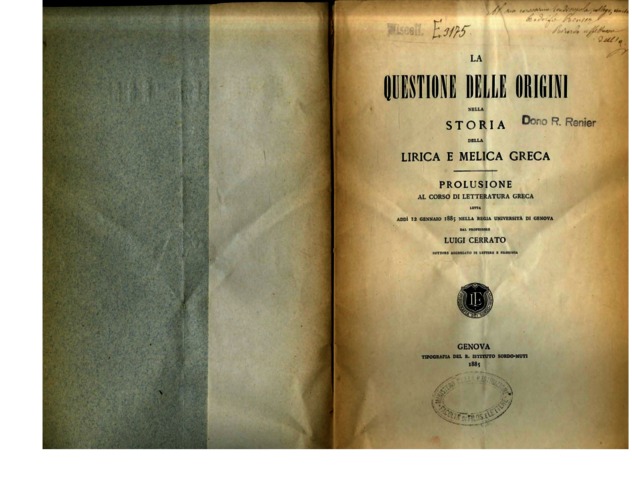 Miscell. E.3175
LA
QUESTIONE DELLE ORIGINI
NELLA
STORIA
Dono R. Renier
DELLA
LIRICA E MELICA GRECA
PROLUSIONE
AL CORSO DI LETTERATURA GRECA
LETTA
ADDÌ 12 GENNAIO 1885 NELLA REGIA UNIVERSITÀ DI GENOVA
DAL PROFESSORE
LUIGI CERRATO
DOTTORE AGGREGATO IN LETTERE E FILOSOFIA
GENOVA
TIPOGRAFIA DEL R. ISTITUTO SORDO-MUTI
1885